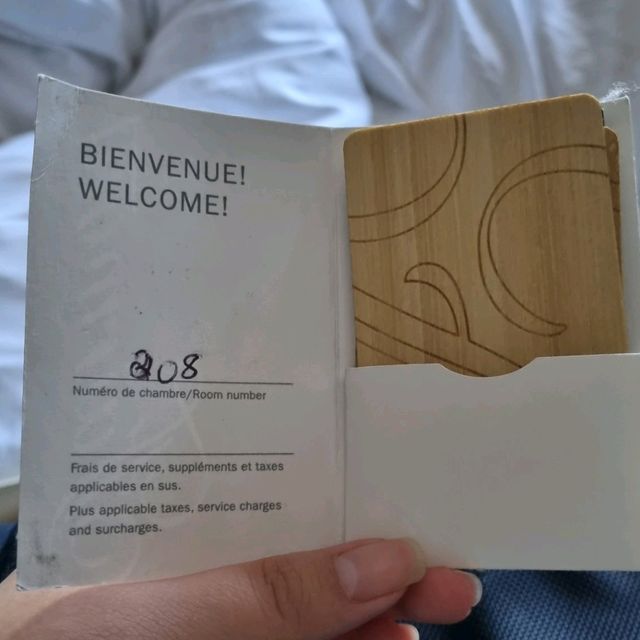 BIENVENUE!
WELCOME!
208
Numéro de chambre/Room number
Frais de service, suppléments et taxes
applicables en sus.
Plus applicable taxes, service charges
and surcharges.